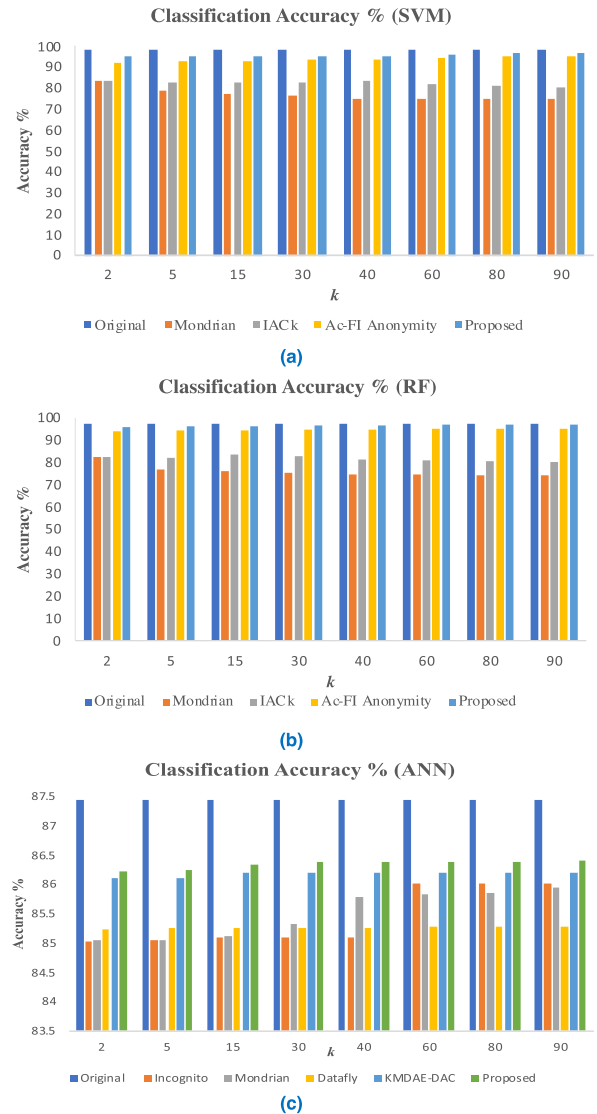 Classification Accuracy % (SVM)
100
90
80
70
60
50
40
30
20
10
0
Accuracy %
2 5 15 30 40 60 80 90
k
Original Mondrian IACk Ac-FI Anonymity Proposed
(a)
Classification Accuracy % (RF)
100
90
80
70
60
50
40
30
20
10
0
Accuracy %
2 5 15 30 40 60 80 90
k
Original Mondrian IACk Ac-FI Anonymity Proposed
(b)
Classification Accuracy % (ANN)
87.5
87
86.5
86
85.5
85
84.5
84
83.5
Accuracy %
2 5 15 30 40 60 80 90
k
Original Incognito Mondrian Datafly KMDAE-DAC Proposed
(c)